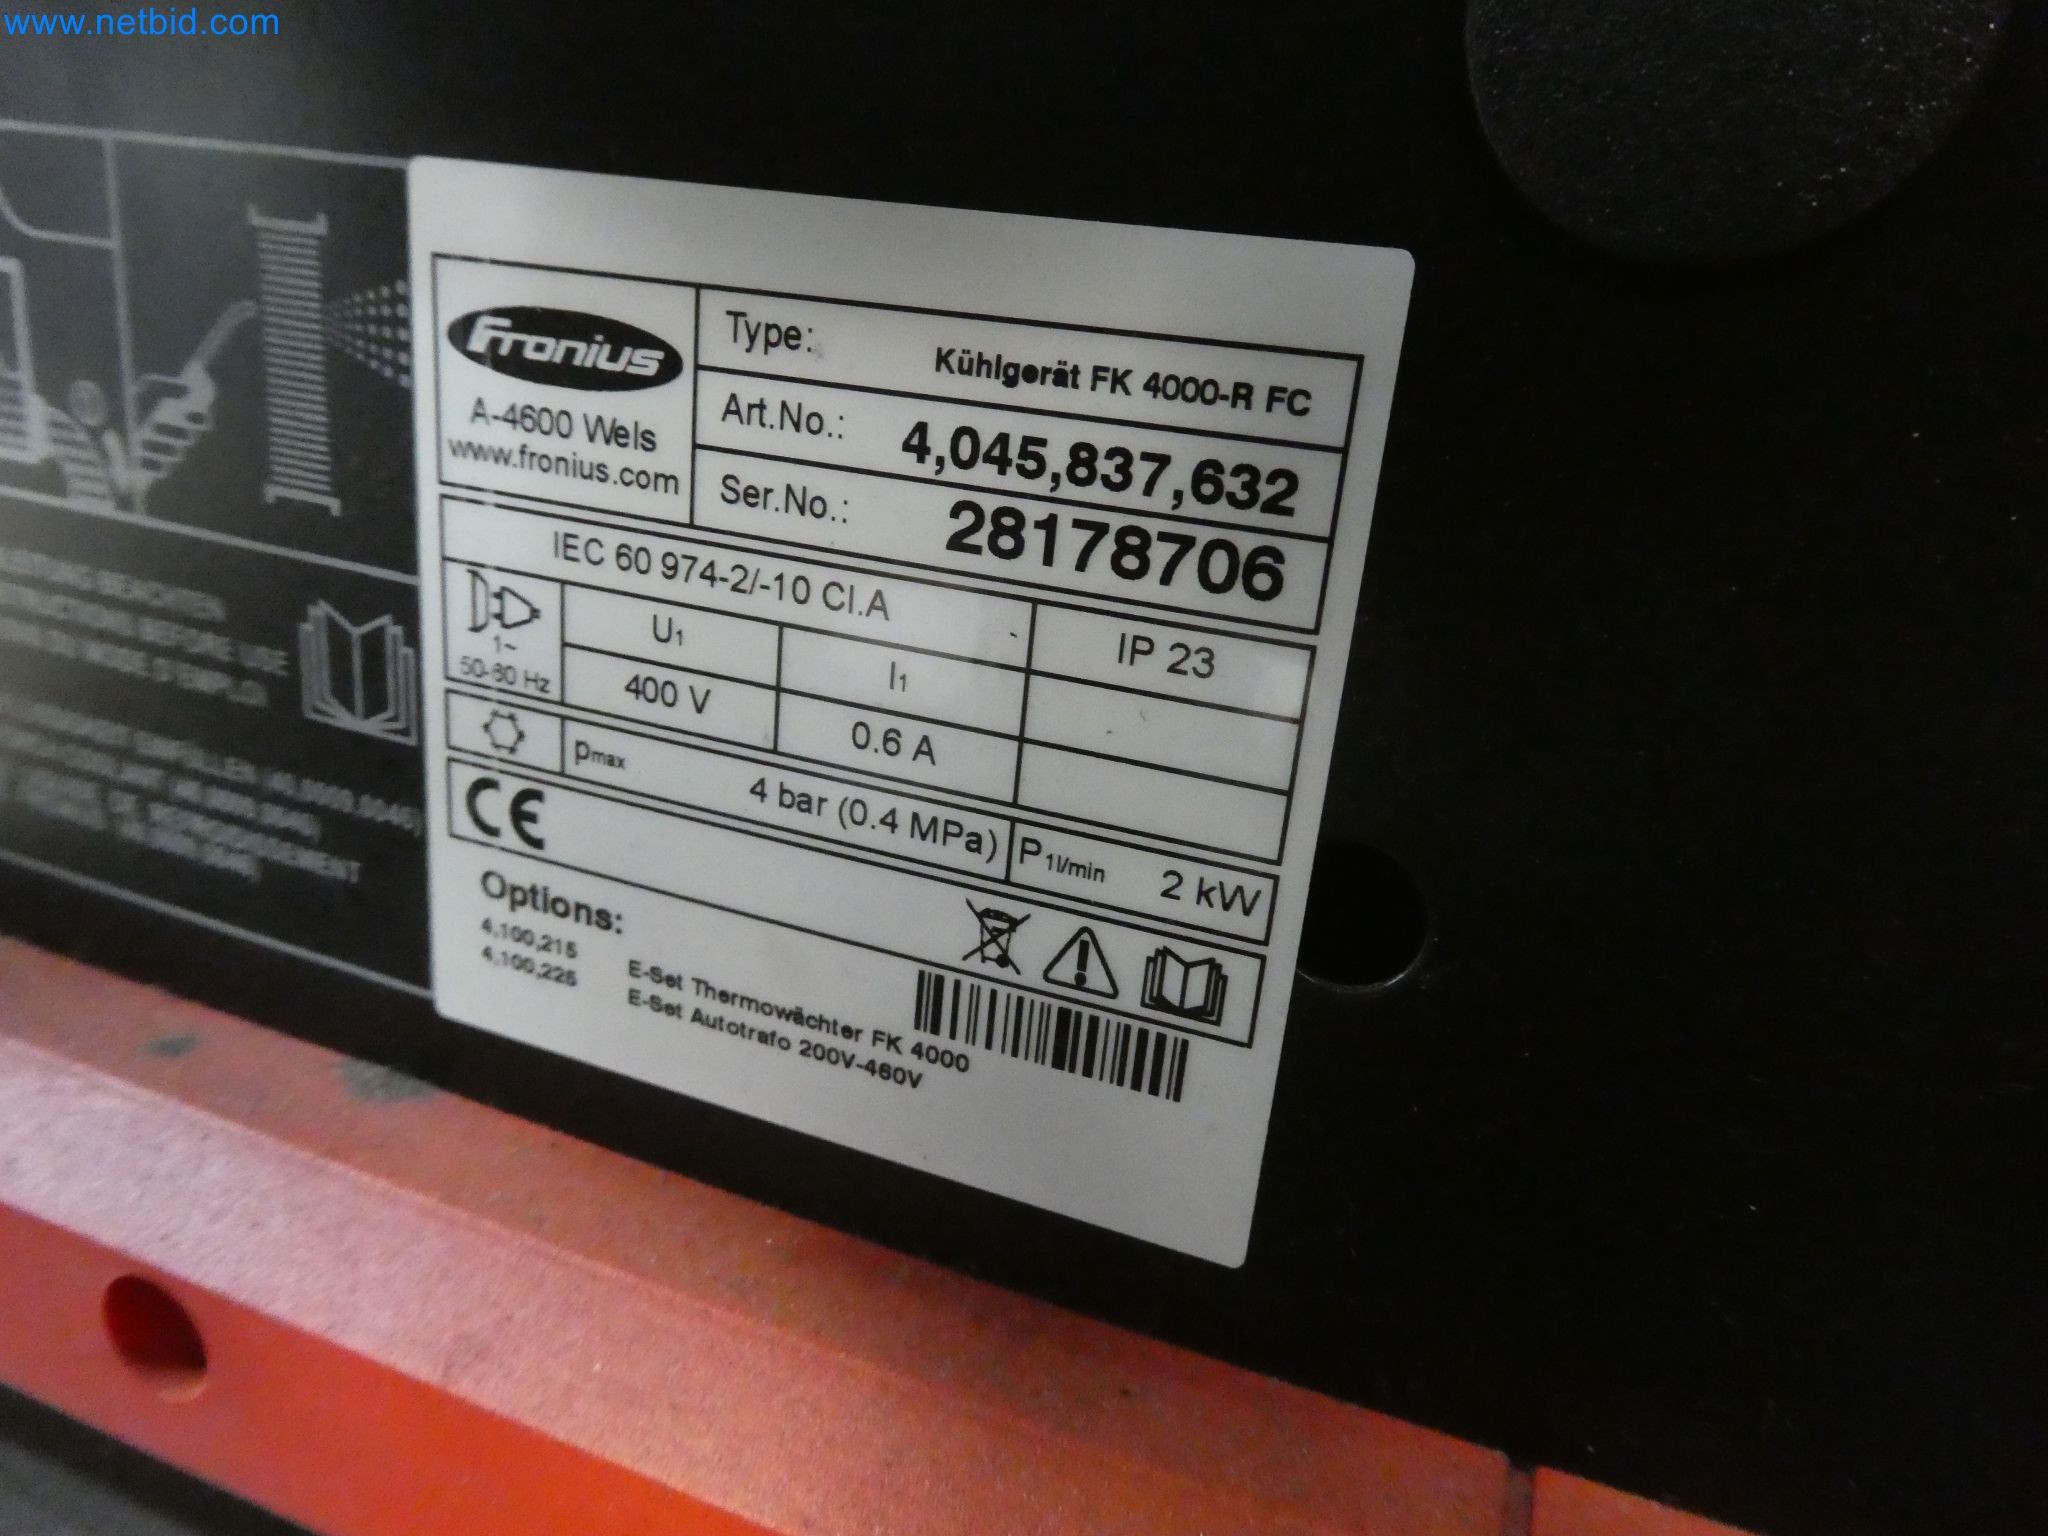 www.netbid.com
Fronius
A-4600 Wels
www.fronius.com
Type: Kühlgerät FK 4000-R FC
Art.No.: 4,045,837,632
Ser.No.: 28178706
IEC 60 974-2/-10 Cl.A
IP 23
1~
50-60 Hz
U1
I1
400 V
0.6 A
pmax 4 bar (0.4 MPa)
P1l/min 2 kW
CE
Options:
4,100,215 E-Set Thermowächter FK 4000
4,100,225 E-Set Autotrafo 200V-460V
BEFORE USE
D'EMPLOI